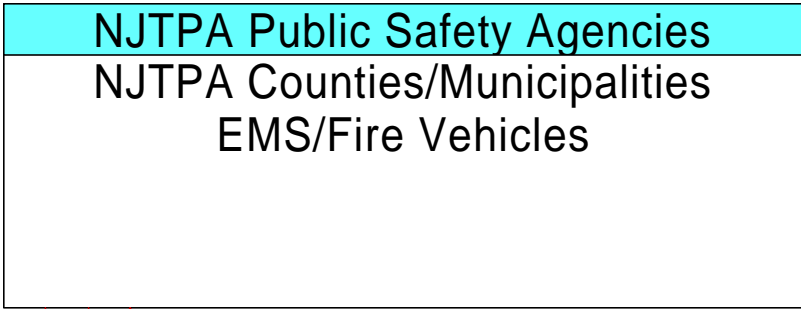 NJTPA Public Safety Agencies
NJTPA Counties/Municipalities
EMS/Fire Vehicles